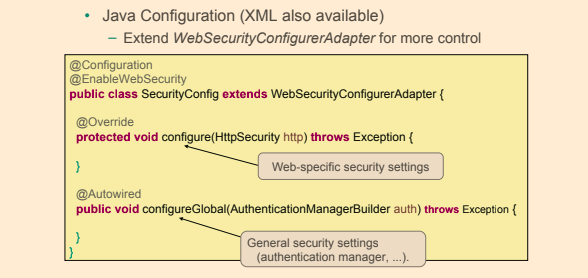 • Java Configuration (XML also available)
– Extend WebSecurityConfigurerAdapter for more control
@Configuration
@EnableWebSecurity
public class SecurityConfig extends WebSecurityConfigurerAdapter {
@Override
protected void configure(HttpSecurity http) throws Exception {
Web-specific security settings
}
@Autowired
public void configureGlobal(AuthenticationManagerBuilder auth) throws Exception {
}
General security settings
(authentication manager, ...).
}